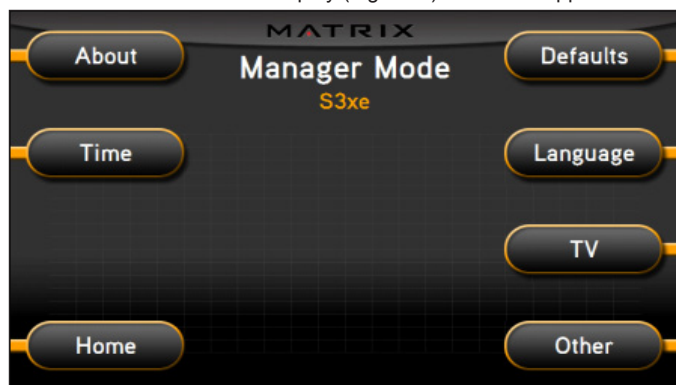 MATRIX
About
Manager Mode
Defaults
S3xe
Time
Language
TV
Home
Other